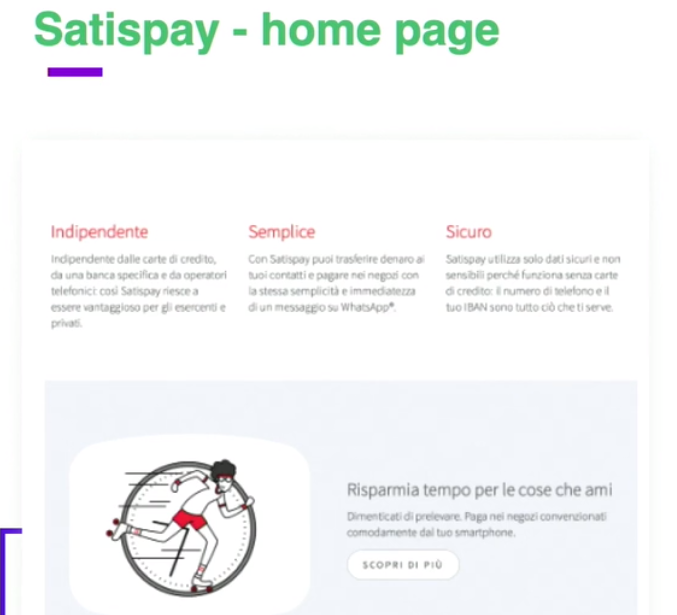 Satispay - home page
Indipendente
Indipendente dalle carte di credito,
da una banca specifica e da operatori
telefonici: così Satispay riesce a
essere vantaggioso per gli esercenti e
privati.
Semplice
Con Satispay puoi trasferire denaro ai
tuoi contatti e pagare nei negozi con
la stessa semplicità e immediatezza
di un messaggio su WhatsApp®.
Sicuro
Satispay utilizza solo dati sicuri e non
sensibili perché funziona senza carte
di credito: il numero di telefono e il
tuo IBAN sono tutto ciò che ti serve.
Risparmia tempo per le cose che ami
Dimenticati di prelevare. Paga nei negozi convenzionati
comodamente dal tuo smartphone.
SCOPRI DI PIÙ